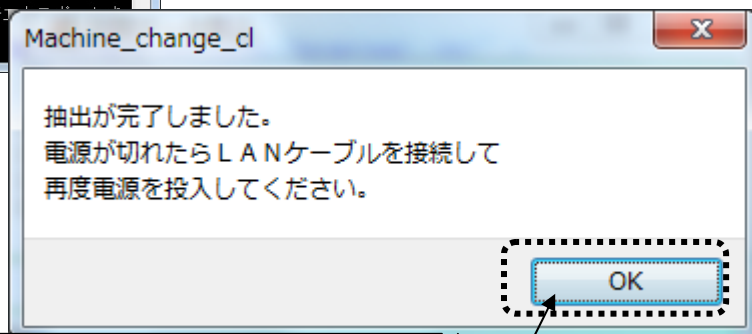 Machine_change_cl
抽出が完了しました。
電源が切れたらＬＡＮケーブルを接続して
再度電源を投入してください。
OK